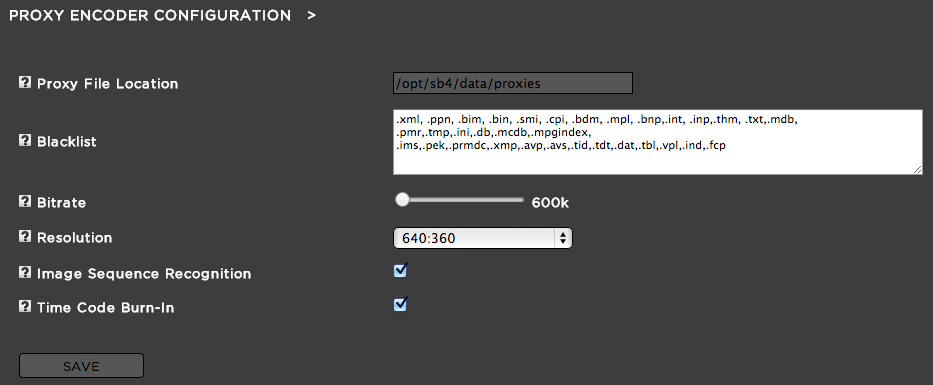 PROXY ENCODER CONFIGURATION >
? Proxy File Location /opt/sb4/data/proxies
? Blacklist .xml, .ppn, .bim, .bin, .smi, .cpi, .bdm, .mpl, .bnp,.int, .inp,.thm, .txt,.mdb,
.pmr,.tmp,.ini,.db,.mcdb,.mpgindex,
.ims,.pek,.prmdc,.xmp,.avp,.avs,.tid,.tdt,.dat,.tbl,.vpl,.ind,.fcp
? Bitrate 600k
? Resolution 640:360
? Image Sequence Recognition
? Time Code Burn-In
SAVE